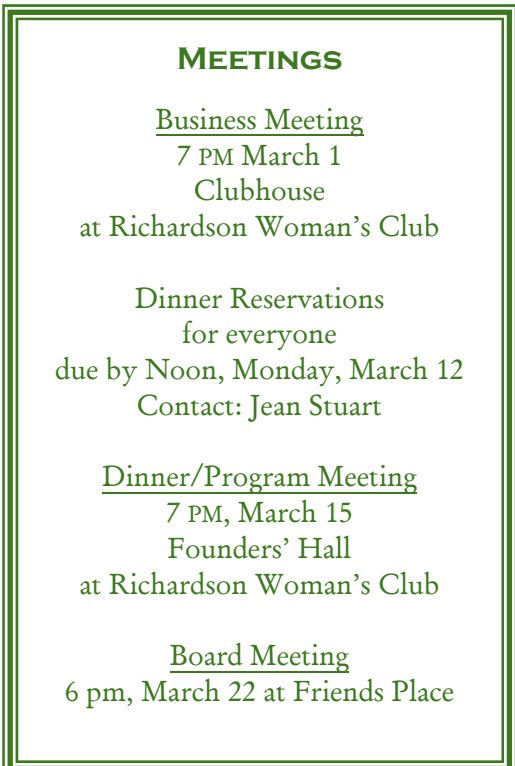 MEETINGS
Business Meeting
7 PM March 1
Clubhouse
at Richardson Woman's Club
Dinner Reservations
for everyone
due by Noon, Monday, March 12
Contact: Jean Stuart
Dinner/Program Meeting
7 PM, March 15
Founders' Hall
at Richardson Woman's Club
Board Meeting
6 pm, March 22 at Friends Place